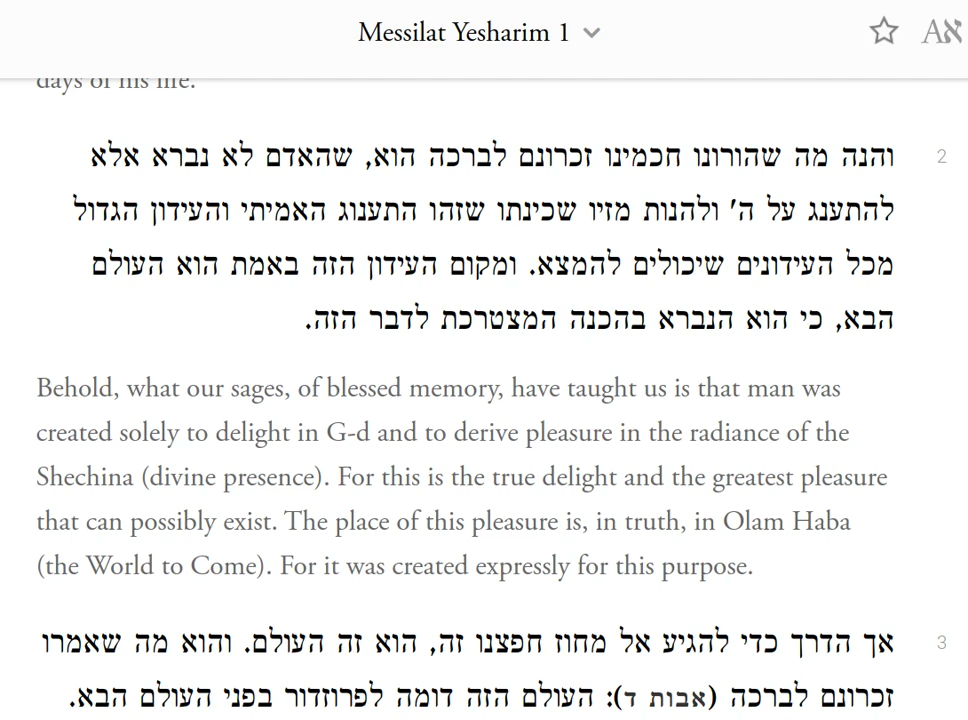 Messilat Yesharim 1
Aא
days of his life.
2
והנה מה שהורונו חכמינו זכרונם לברכה הוא, שהאדם לא נברא אלא
להתענג על ה' ולהנות מזיו שכינתו שזהו התענוג האמיתי והעידון הגדול
מכל העידונים שיכולים להמצא. ומקום העידון הזה באמת הוא העולם
הבא, כי הוא הנברא בהכנה המצטרכת לדבר הזה.
Behold, what our sages, of blessed memory, have taught us is that man was
created solely to delight in G-d and to derive pleasure in the radiance of the
Shechina (divine presence). For this is the true delight and the greatest pleasure
that can possibly exist. The place of this pleasure is, in truth, in Olam Haba
(the World to Come). For it was created expressly for this purpose.
3
אך הדרך כדי להגיע אל מחוז חפצנו זה, הוא זה העולם. והוא מה שאמרו
זכרונם לברכה (אבות ד): העולם הזה דומה לפרוזדור בפני העולם הבא.